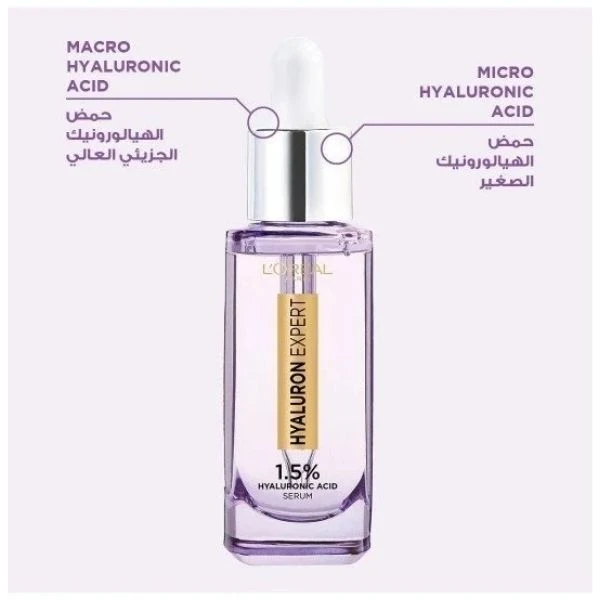 MACRO
HYALURONIC
ACID
حمض
الهيالورونيك
الجزيئي العالي
MICRO
HYALURONIC
ACID
حمض
الهيالورونيك
الصغير
L'ORÉAL
HYALURON EXPERT
1.5%
HYALURONIC ACID
SERUM